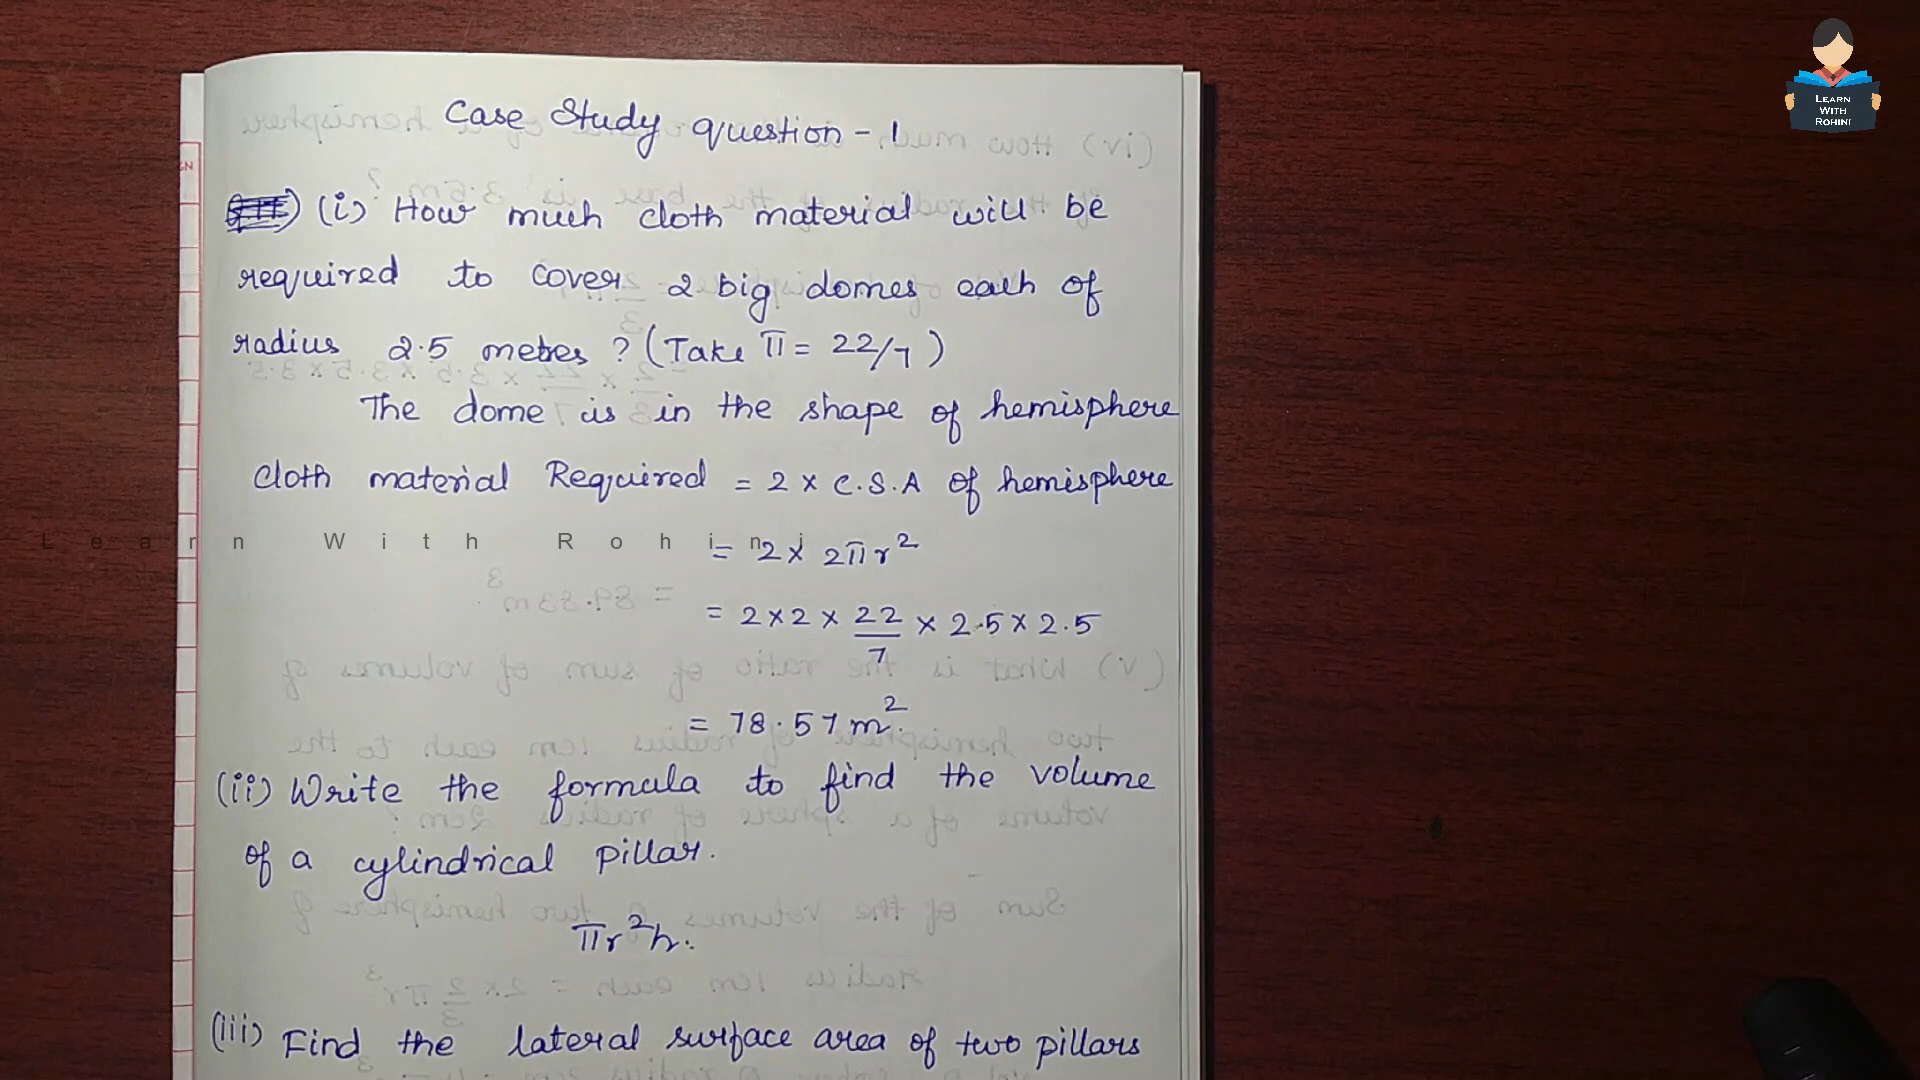 Case Study question - 1
(i) How much cloth material will be
required to cover 2 big domes each of
radius 2.5 metres ? (Take π = 22/7)
The dome is in the shape of hemisphere
Cloth material Required = 2 × C.S.A of hemisphere
= 2 × 2πr²
= 2×2 × 22/7 × 2.5 × 2.5
= 78.57 m².
(ii) Write the formula to find the volume
of a cylindrical pillar.
πr²h.
(iii) Find the lateral surface area of two pillars
Learn With Rohini
LEARN
WITH
ROHINI